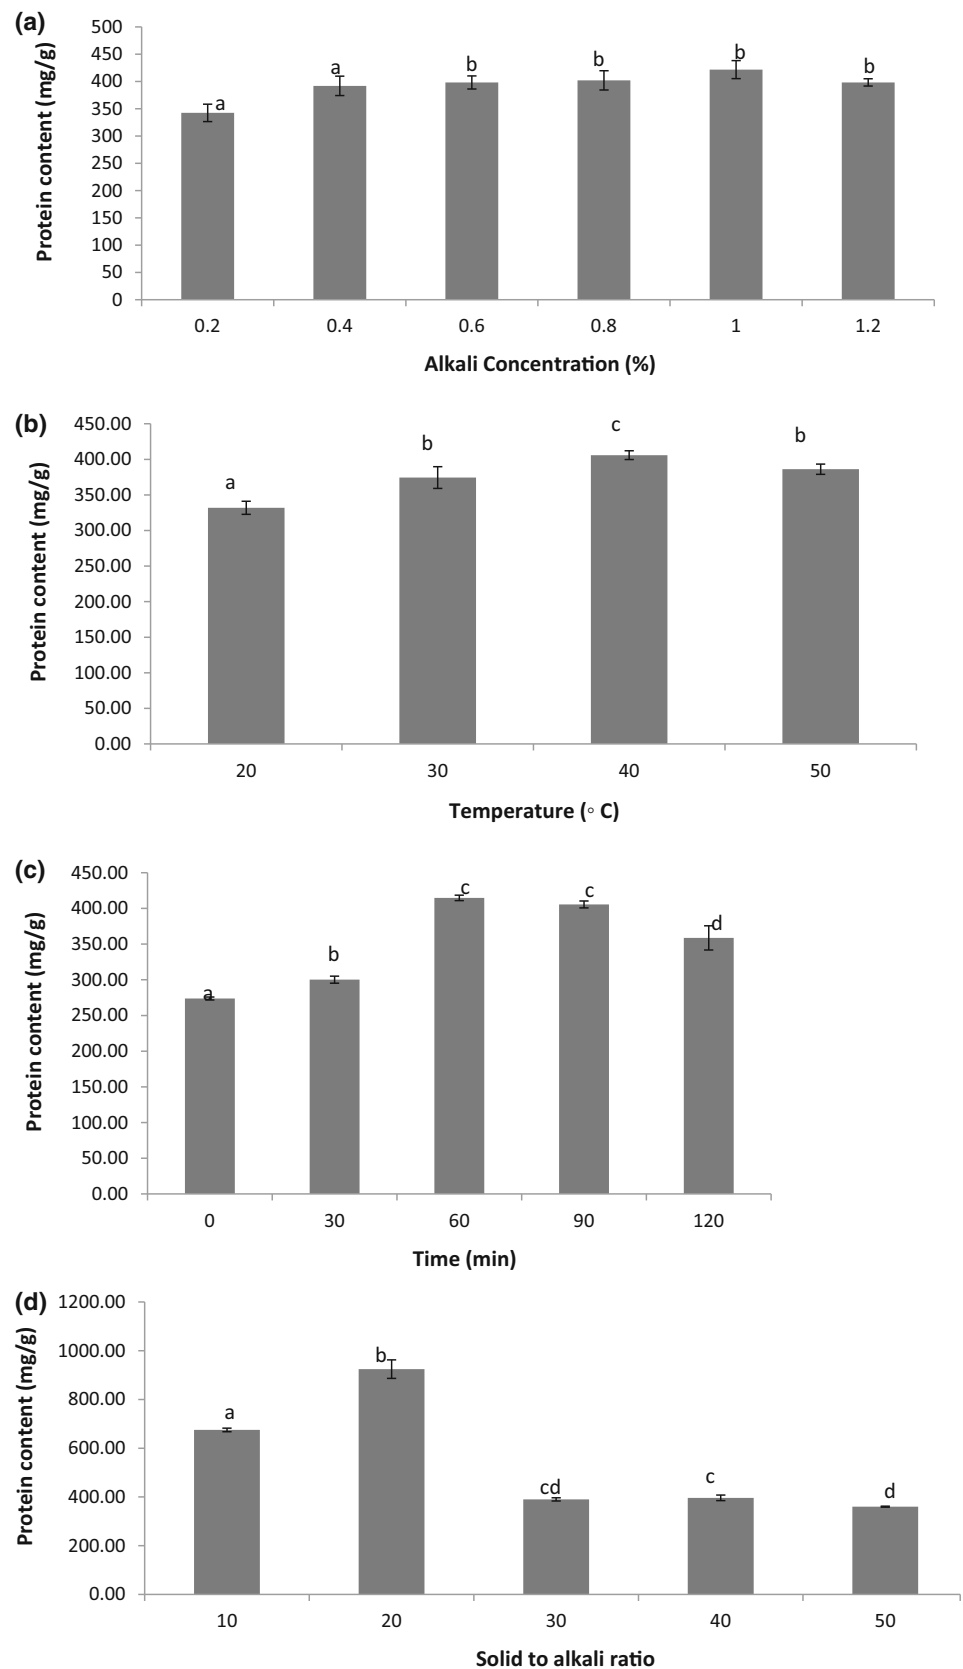 (a)
Protein content (mg/g)
500
450
400
350
300
250
200
150
100
50
0
a
a
b
b
b
b
0.2 0.4 0.6 0.8 1 1.2
Alkali Concentration (%)
(b)
Protein content (mg/g)
450.00
400.00
350.00
300.00
250.00
200.00
150.00
100.00
50.00
0.00
a
b
c
b
20 30 40 50
Temperature (◦ C)
(c)
Protein content (mg/g)
450.00
400.00
350.00
300.00
250.00
200.00
150.00
100.00
50.00
0.00
a
b
c
c
d
0 30 60 90 120
Time (min)
(d)
Protein content (mg/g)
1200.00
1000.00
800.00
600.00
400.00
200.00
0.00
a
b
cd
c
d
10 20 30 40 50
Solid to alkali ratio